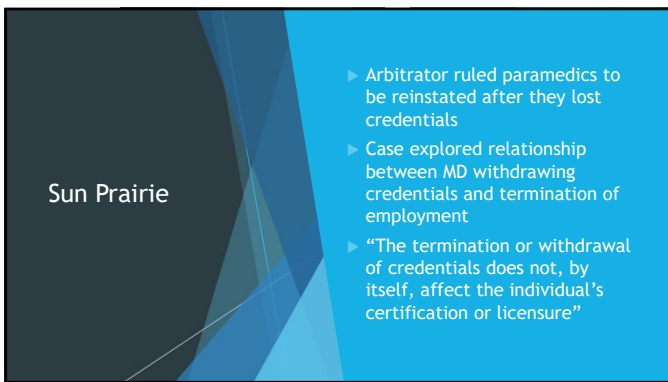 Sun Prairie
Arbitrator ruled paramedics to
be reinstated after they lost
credentials
Case explored relationship
between MD withdrawing
credentials and termination of
employment
“The termination or withdrawal
of credentials does not, by
itself, affect the individual’s
certification or licensure”